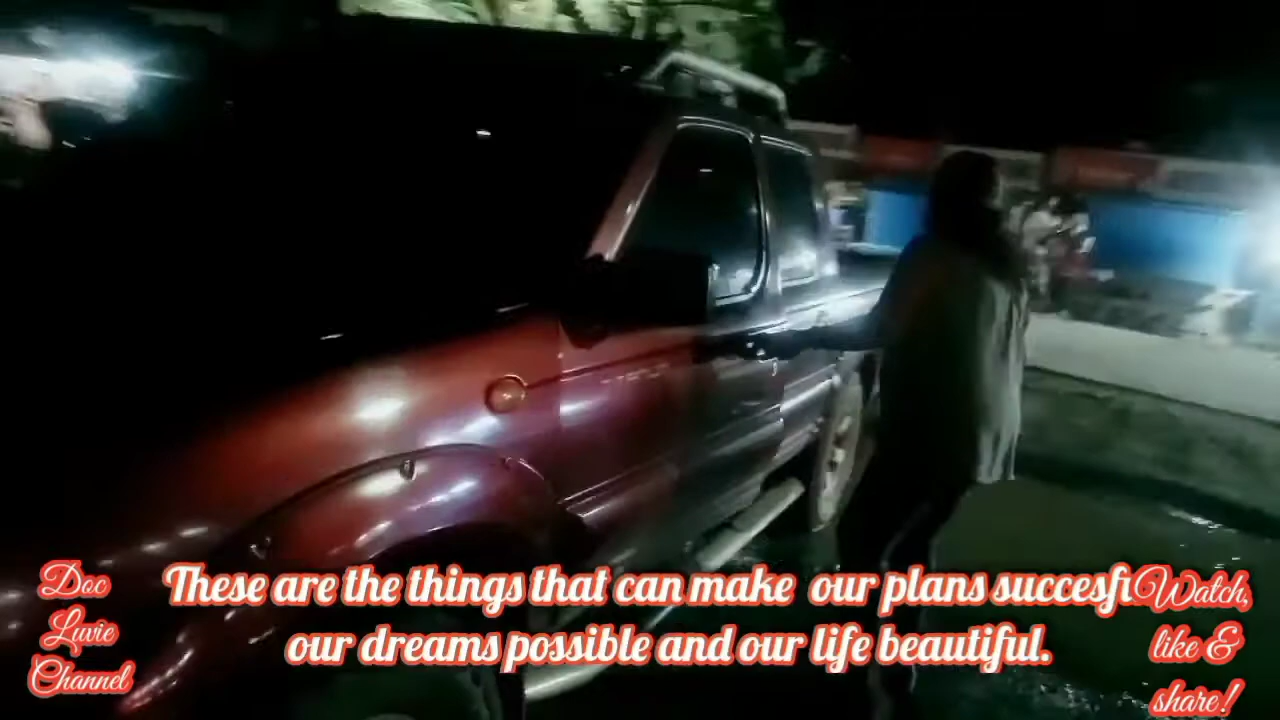 Doc
Luvie
Channel
These are the things that can make our plans succesf
our dreams possible and our life beautiful.
Watch,
like &
share!